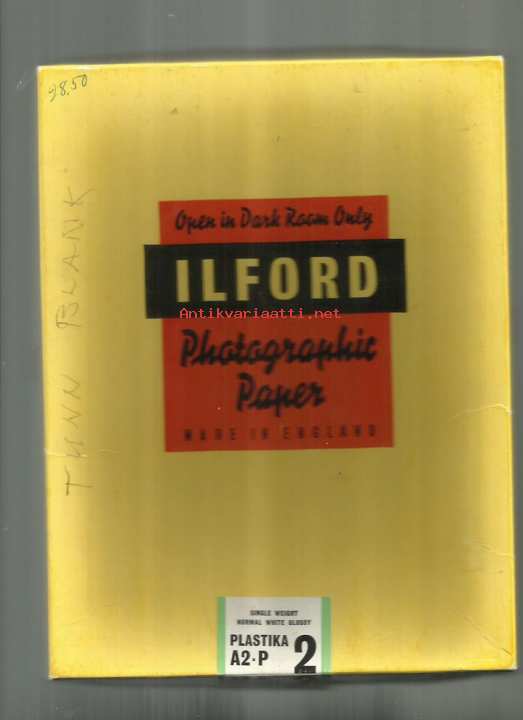 98.50
TUNN BLANK.
Open in Dark Room Only
ILFORD
Antikvariaatti.net
Photographic
Paper
MADE IN ENGLAND
SINGLE WEIGHT
NORMAL WHITE GLOSSY
PLASTIKA
A2·P 2